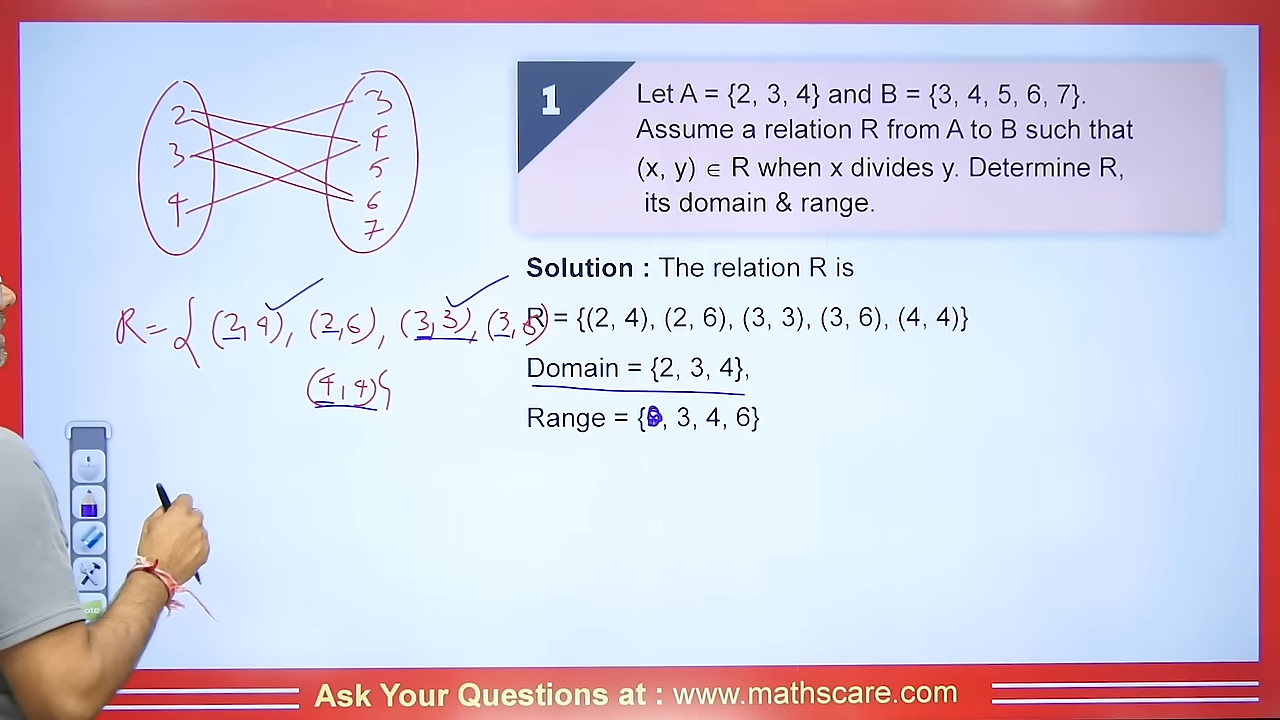 1
Let A = {2, 3, 4} and B = {3, 4, 5, 6, 7}.
Assume a relation R from A to B such that
(x, y) ∈ R when x divides y. Determine R,
its domain & range.
2
3
4
3
4
5
6
7
R = { (2,4), (2,6), (3,3), (3,6)
(4,4)}
Solution : The relation R is
R = {(2, 4), (2, 6), (3, 3), (3, 6), (4, 4)}
Domain = {2, 3, 4},
Range = { , 3, 4, 6}
Ask Your Questions at : www.mathscare.com